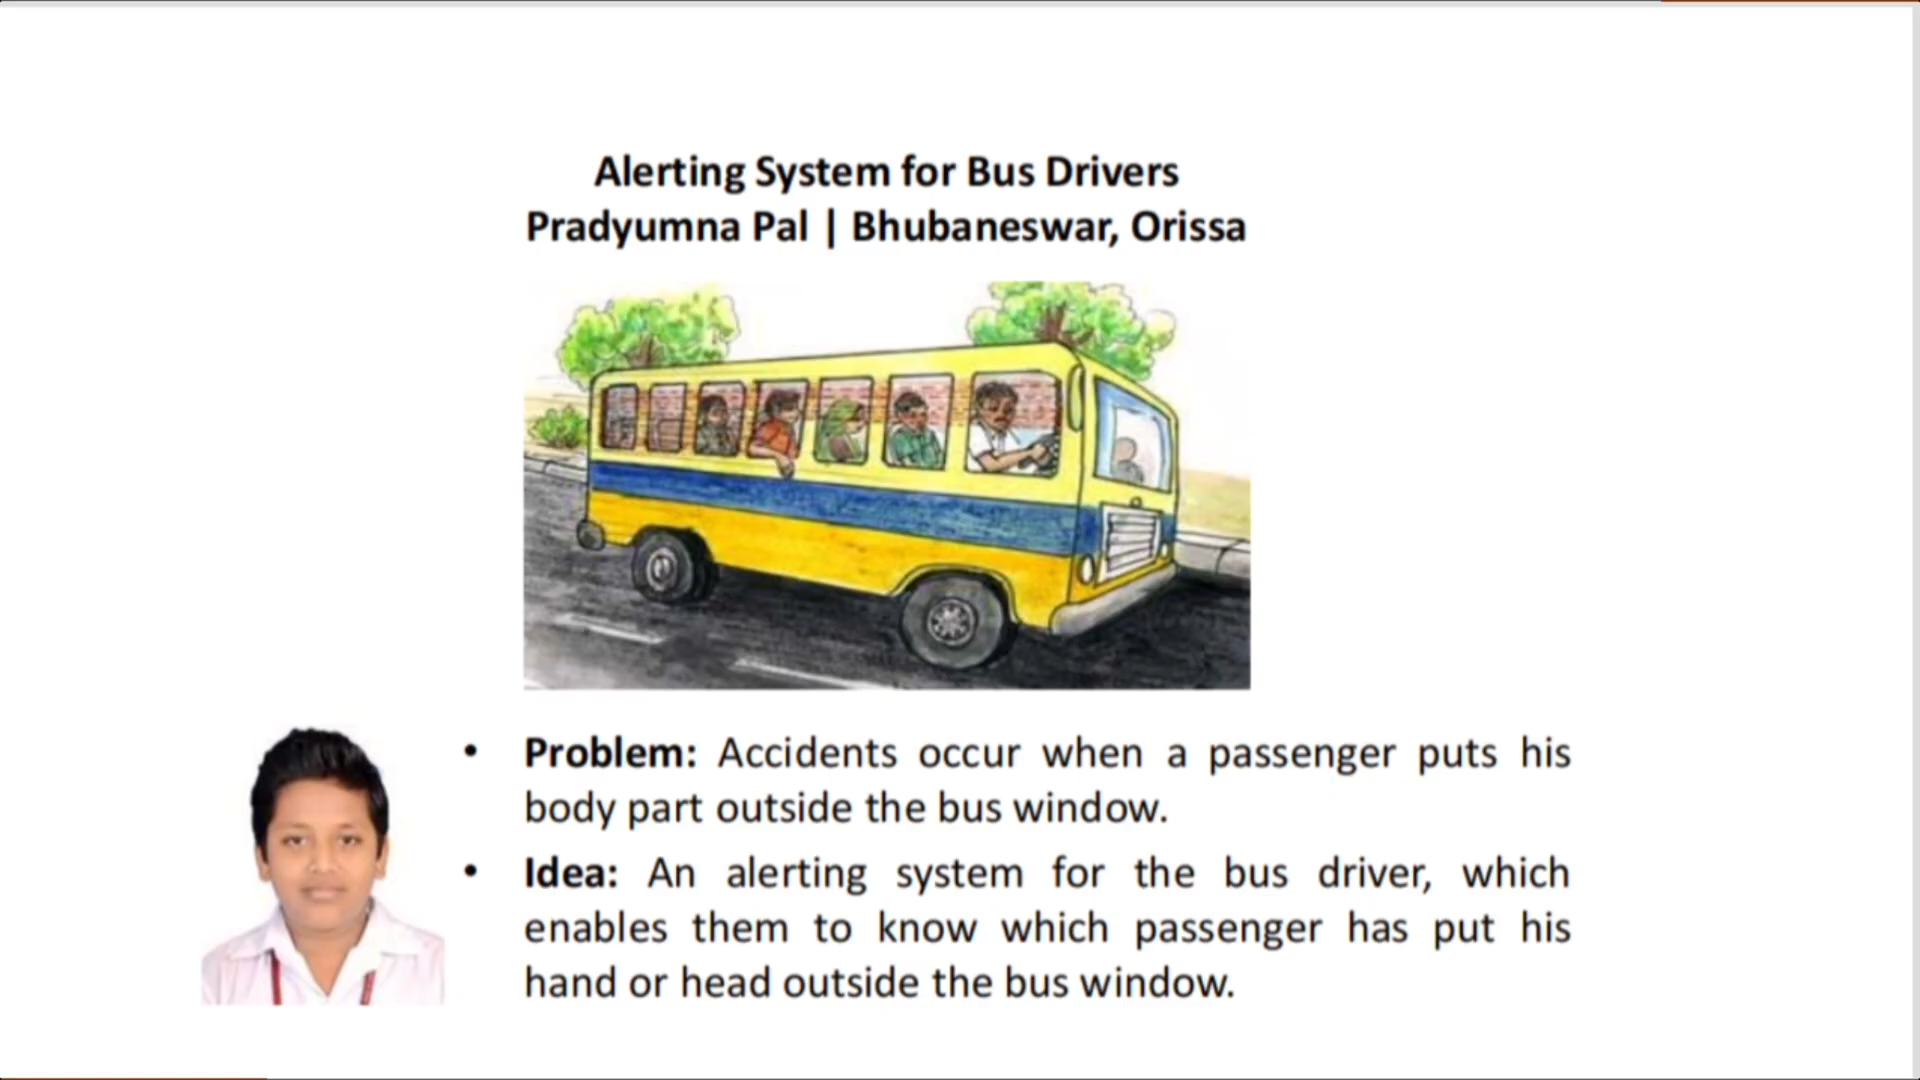 Alerting System for Bus Drivers
Pradyumna Pal | Bhubaneswar, Orissa
• Problem: Accidents occur when a passenger puts his
body part outside the bus window.
• Idea: An alerting system for the bus driver, which
enables them to know which passenger has put his
hand or head outside the bus window.